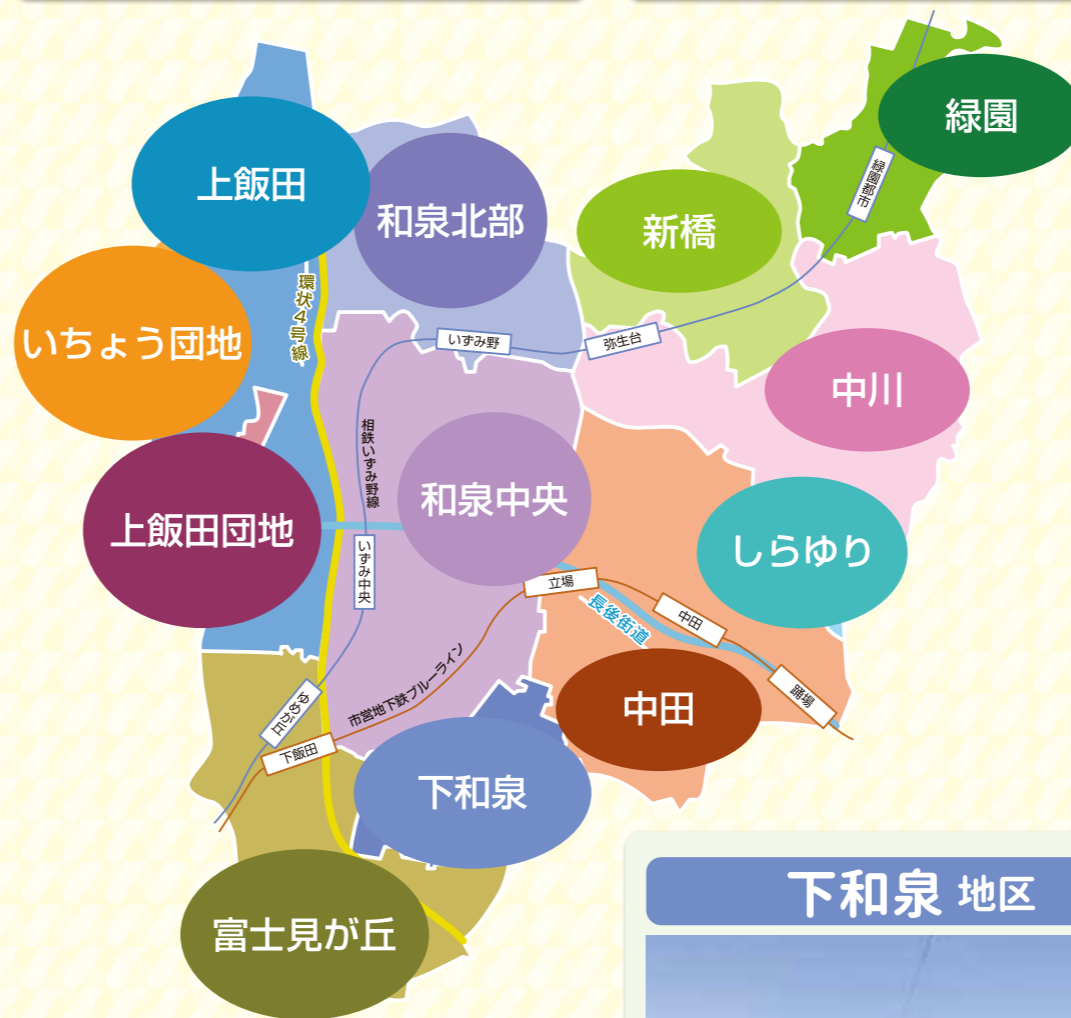 緑園
上飯田
和泉北部
新橋
緑園都市
環状4号線
いちょう団地
いずみ野
弥生台
中川
相鉄いずみ野線
和泉中央
上飯田団地
しらゆり
いずみ中央
立場
長後街道
中田
市営地下鉄ブルーライン
ゆめが丘
中田
踊場
下飯田
下和泉
富士見が丘
下和泉 地区